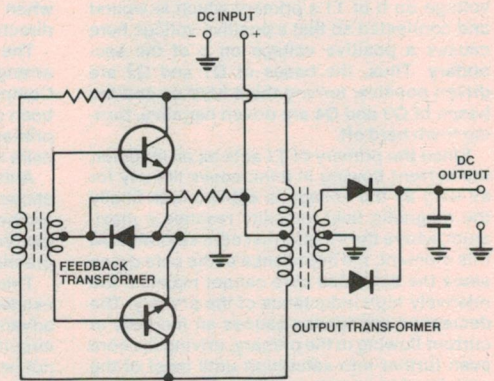 DC INPUT
+
DC
OUTPUT
FEEDBACK
TRANSFORMER
OUTPUT TRANSFORMER